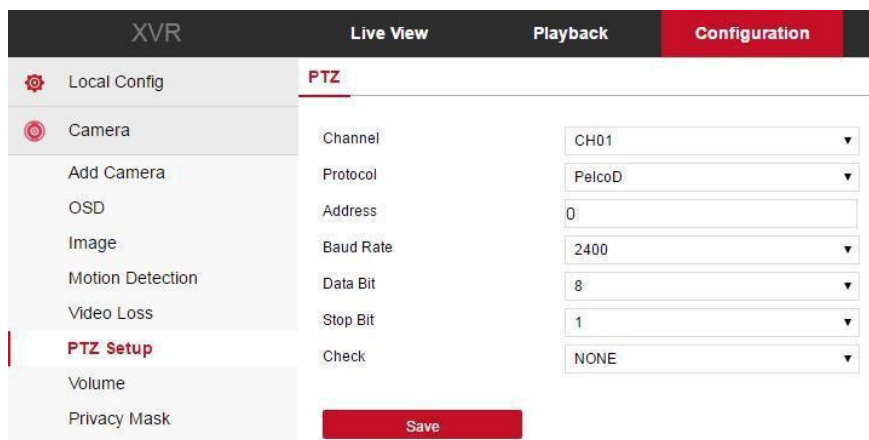 XVR Live View Playback Configuration
Local Config
Camera
Add Camera
OSD
Image
Motion Detection
Video Loss
PTZ Setup
Volume
Privacy Mask
PTZ
Channel CH01
Protocol PelcoD
Address 0
Baud Rate 2400
Data Bit 8
Stop Bit 1
Check NONE
Save